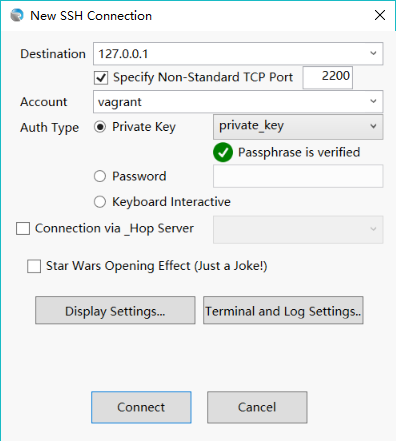 New SSH Connection
Destination 127.0.0.1
Specify Non-Standard TCP Port 2200
Account vagrant
Auth Type Private Key private_key
Passphrase is verified
Password
Keyboard Interactive
Connection via _Hop Server
Star Wars Opening Effect (Just a Joke!)
Display Settings... Terminal and Log Settings..
Connect Cancel